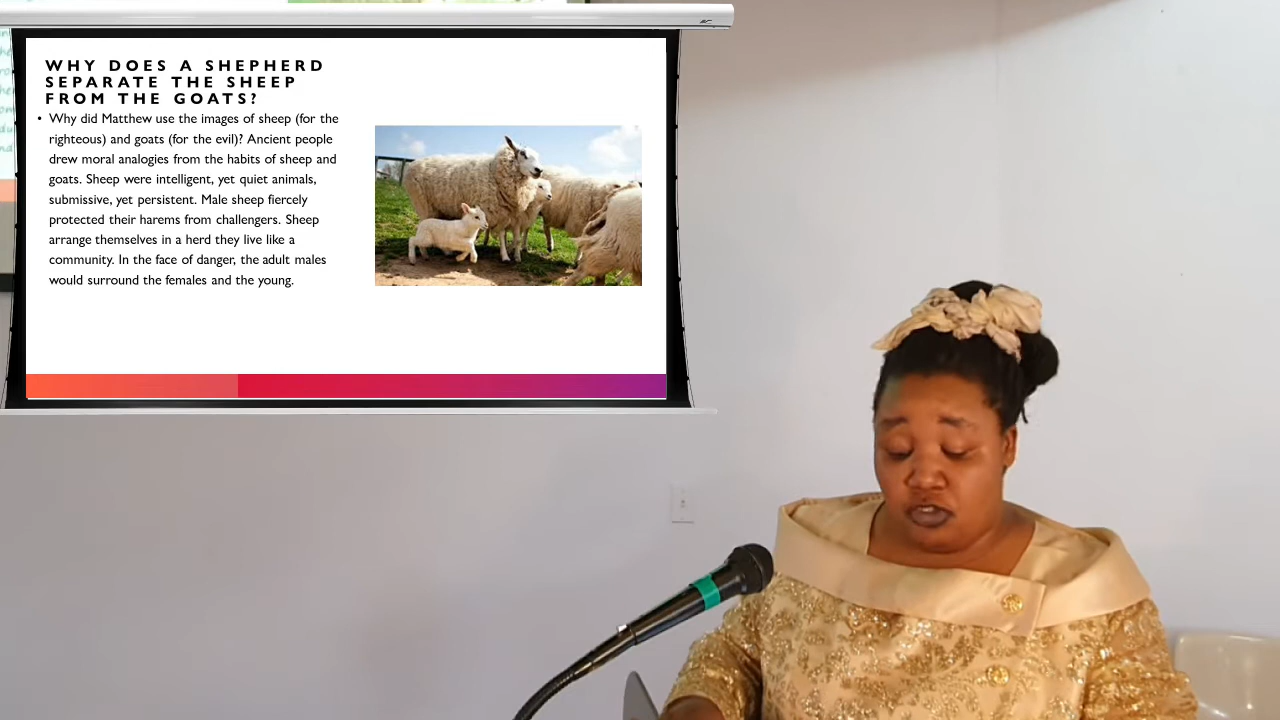 WHY DOES A SHEPHERD
SEPARATE THE SHEEP
FROM THE GOATS?
• Why did Matthew use the images of sheep (for the
righteous) and goats (for the evil)? Ancient people
drew moral analogies from the habits of sheep and
goats. Sheep were intelligent, yet quiet animals,
submissive, yet persistent. Male sheep fiercely
protected their harems from challengers. Sheep
arrange themselves in a herd they live like a
community. In the face of danger, the adult males
would surround the females and the young.